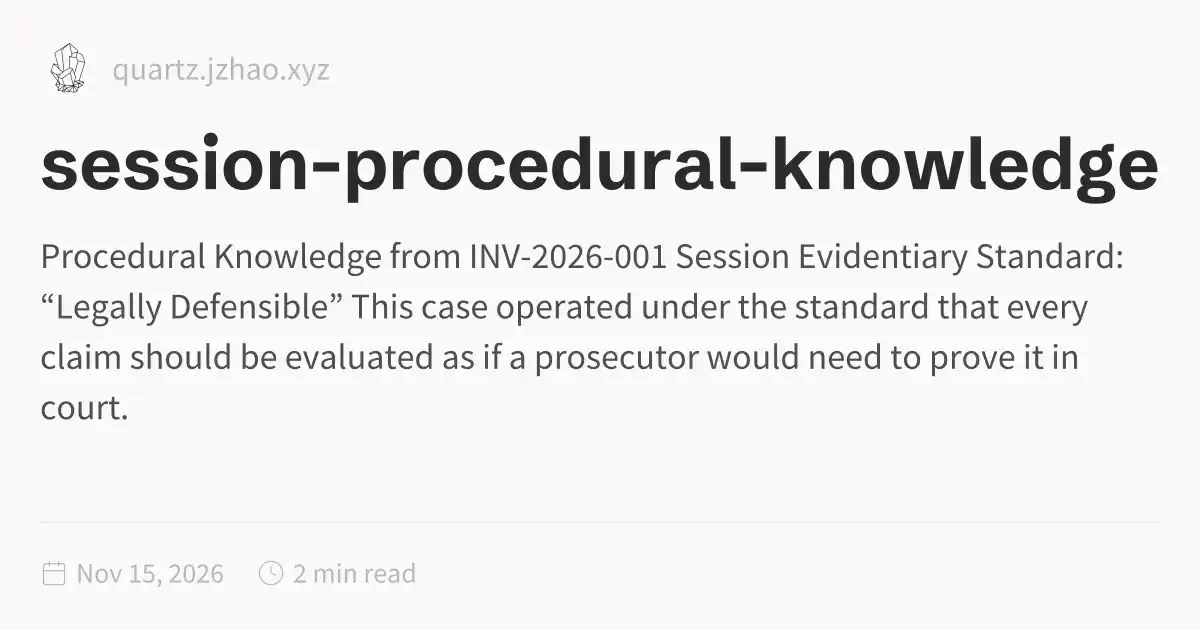 quartz.jzhao.xyz
session-procedural-knowledge
Procedural Knowledge from INV-2026-001 Session Evidentiary Standard:
“Legally Defensible” This case operated under the standard that every
claim should be evaluated as if a prosecutor would need to prove it in
court.
Nov 15, 2026 2 min read